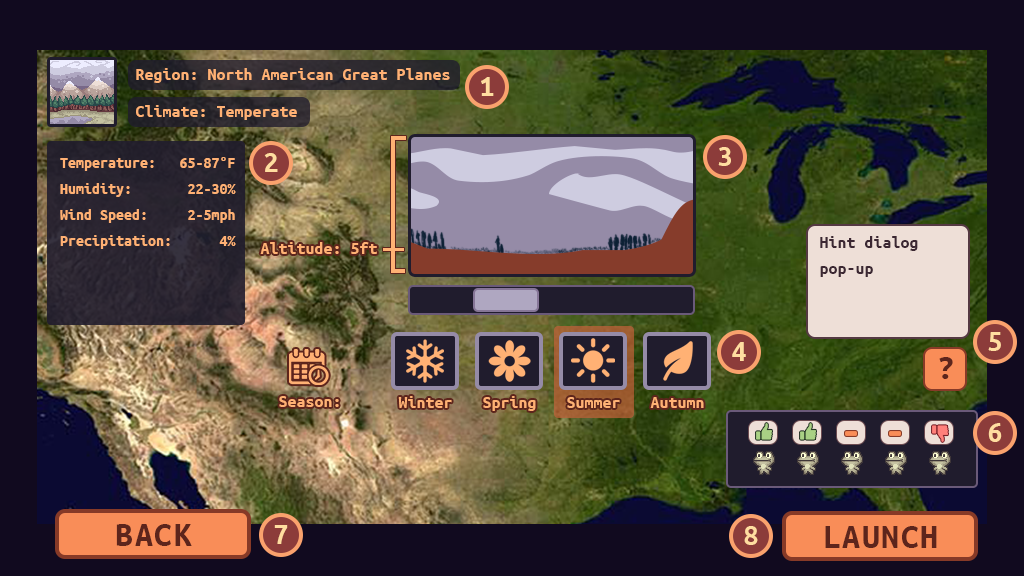 Region: North American Great Planes
1
Climate: Temperate
Temperature: 65-87°F
2
Humidity: 22-30%
Wind Speed: 2-5mph
Precipitation: 4%
3
Altitude: 5ft
Hint dialog
pop-up
Season:
Winter
Spring
Summer
Autumn
4
5
?
6
BACK
7
8
LAUNCH